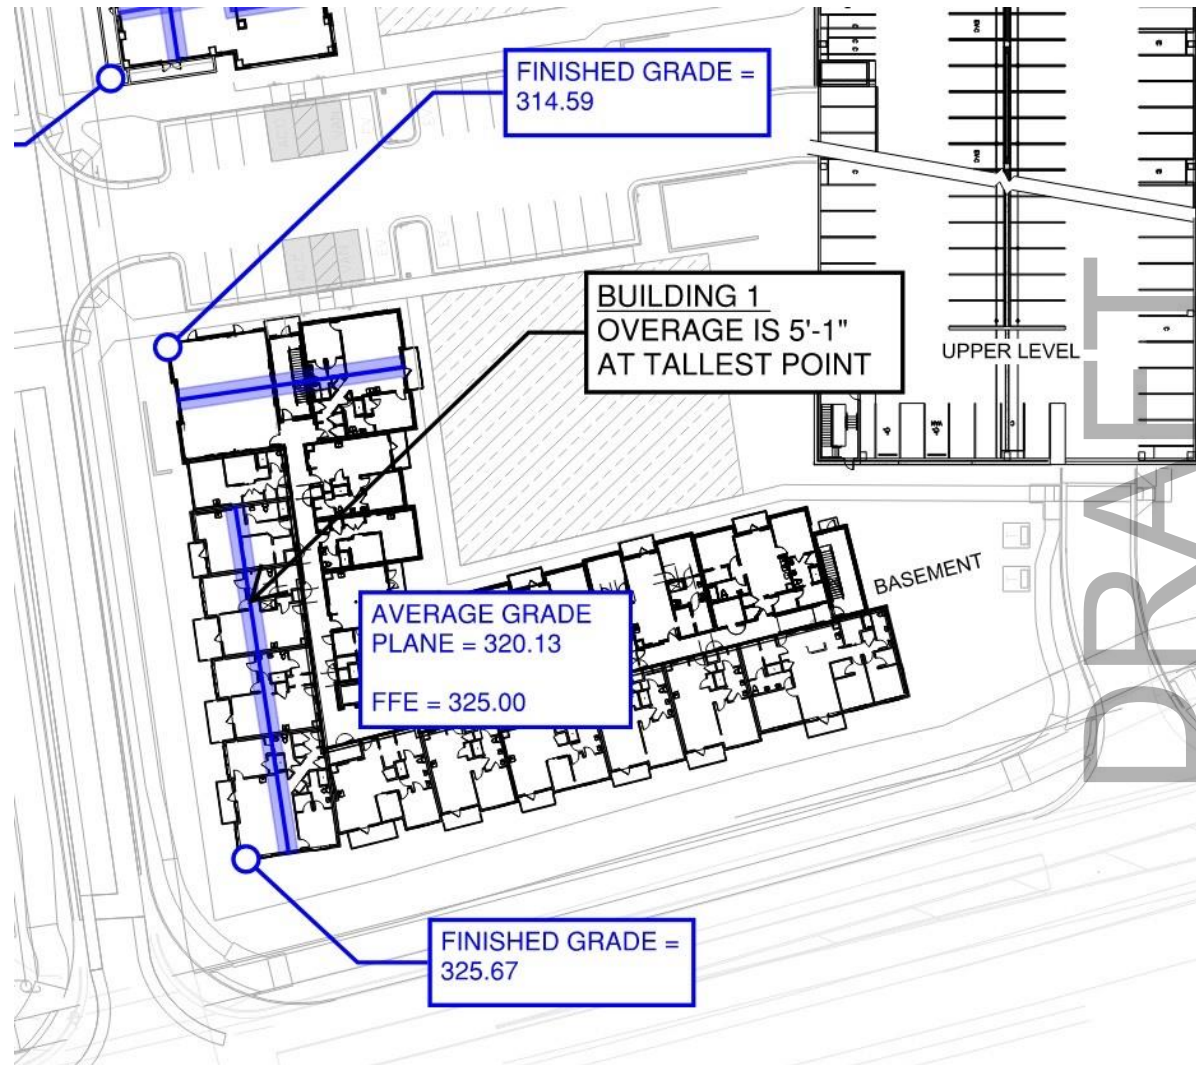 FINISHED GRADE =
314.59
BUILDING 1
OVERAGE IS 5'-1"
AT TALLEST POINT
UPPER LEVEL
BASEMENT
AVERAGE GRADE
PLANE = 320.13
FFE = 325.00
FINISHED GRADE =
325.67
DRAFT